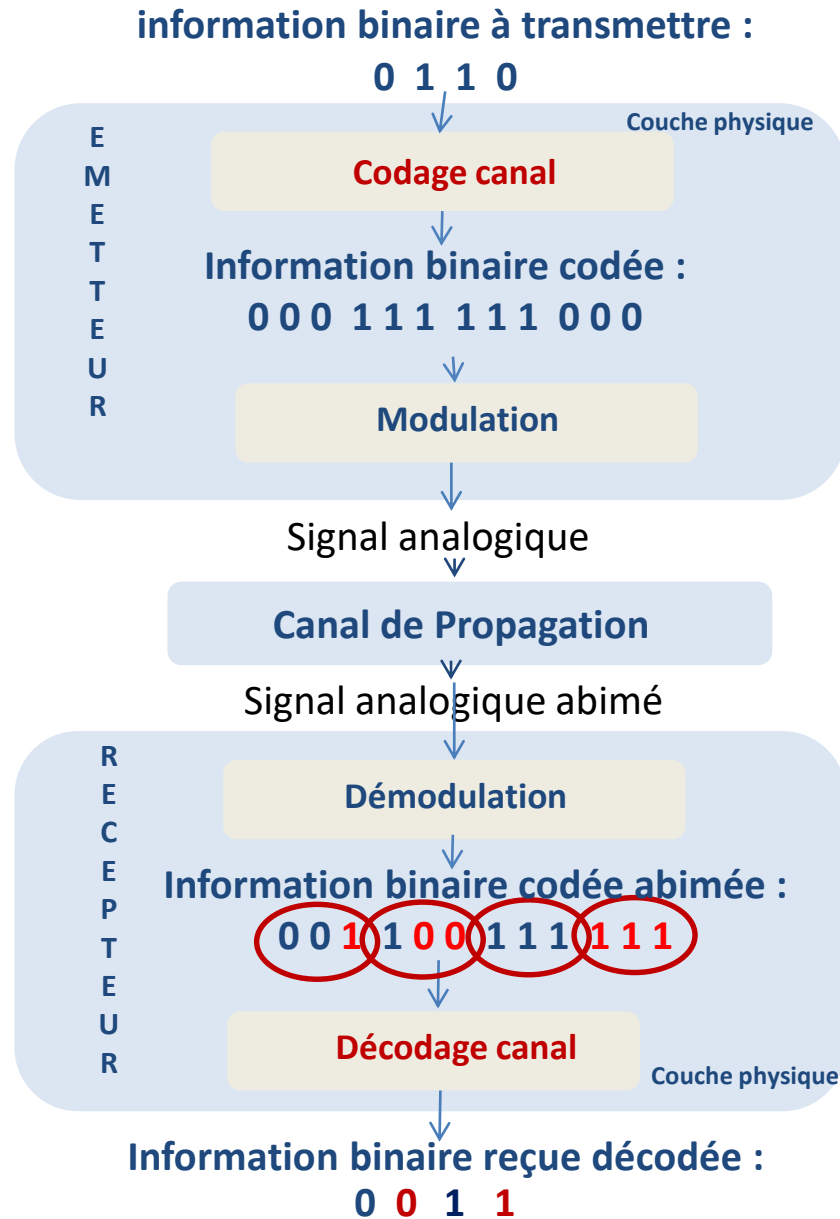 information binaire à transmettre :
0 1 1 0
Couche physique
EMETTEUR
Codage canal
Information binaire codée :
0 0 0 1 1 1 1 1 1 0 0 0
Modulation
Signal analogique
Canal de Propagation
Signal analogique abimé
RECEPTEUR
Démodulation
Information binaire codée abimée :
0 0 1 1 0 0 1 1 1 1 1 1
Décodage canal
Couche physique
Information binaire reçue décodée :
0 0 1 1